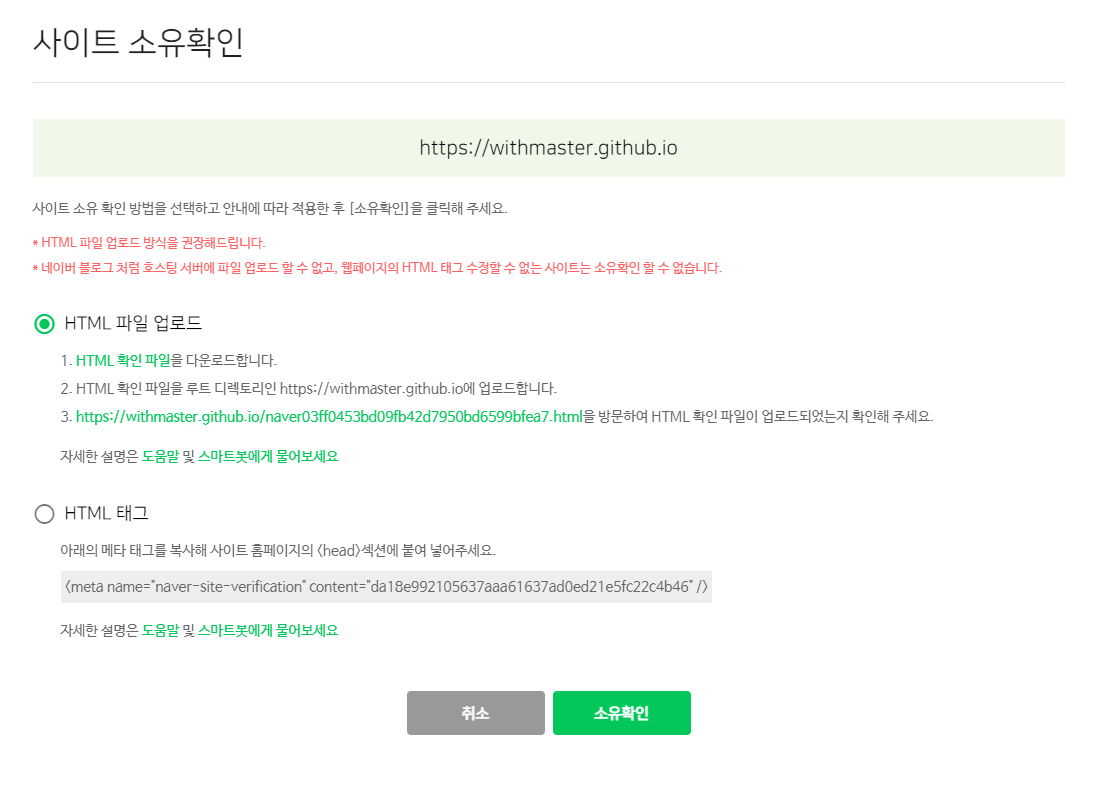 사이트 소유확인
https://withmaster.github.io
사이트 소유 확인 방법을 선택하고 안내에 따라 적용한 후 [소유확인]을 클릭해 주세요.
* HTML 파일 업로드 방식을 권장해드립니다.
* 네이버 블로그 처럼 호스팅 서버에 파일 업로드 할 수 없고, 웹페이지의 HTML 태그 수정할 수 없는 사이트는 소유확인 할 수 없습니다.
HTML 파일 업로드
1. HTML 확인 파일을 다운로드합니다.
2. HTML 확인 파일을 루트 디렉토리인 https://withmaster.github.io에 업로드합니다.
3. https://withmaster.github.io/naver03ff0453bd09fb42d7950bd6599bfea7.html을 방문하여 HTML 확인 파일이 업로드되었는지 확인해 주세요.
자세한 설명은 도움말 및 스마트봇에게 물어보세요
HTML 태그
아래의 메타 태그를 복사해 사이트 홈페이지의 <head>섹션에 붙여 넣어주세요.
<meta name="naver-site-verification" content="da18e992105637aaa61637ad0ed21e5fc22c4b46" />
자세한 설명은 도움말 및 스마트봇에게 물어보세요
취소
소유확인